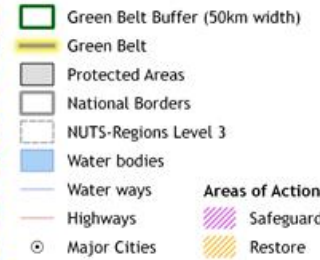 Green Belt Buffer (50km width)
Green Belt
Protected Areas
National Borders
NUTS-Regions Level 3
Water bodies
Water ways
Highways
Major Cities
Areas of Action
Safeguard
Restore